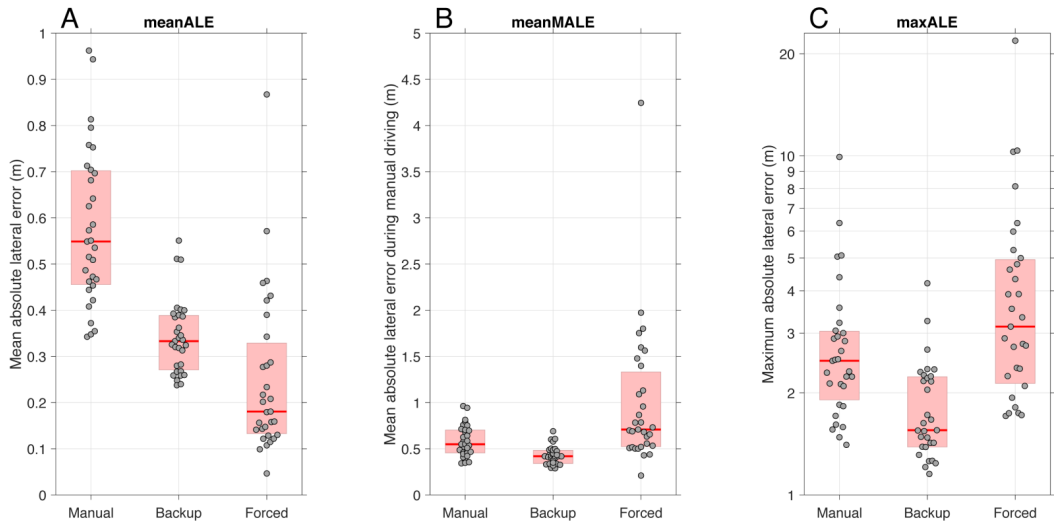 A
meanALE
Mean absolute lateral error (m)
1
0.9
0.8
0.7
0.6
0.5
0.4
0.3
0.2
0.1
0
Manual
Backup
Forced
B
meanMALE
Mean absolute lateral error during manual driving (m)
5
4.5
4
3.5
3
2.5
2
1.5
1
0.5
0
Manual
Backup
Forced
C
maxALE
Maximum absolute lateral error (m)
20
10
9
8
7
6
5
4
3
2
1
Manual
Backup
Forced